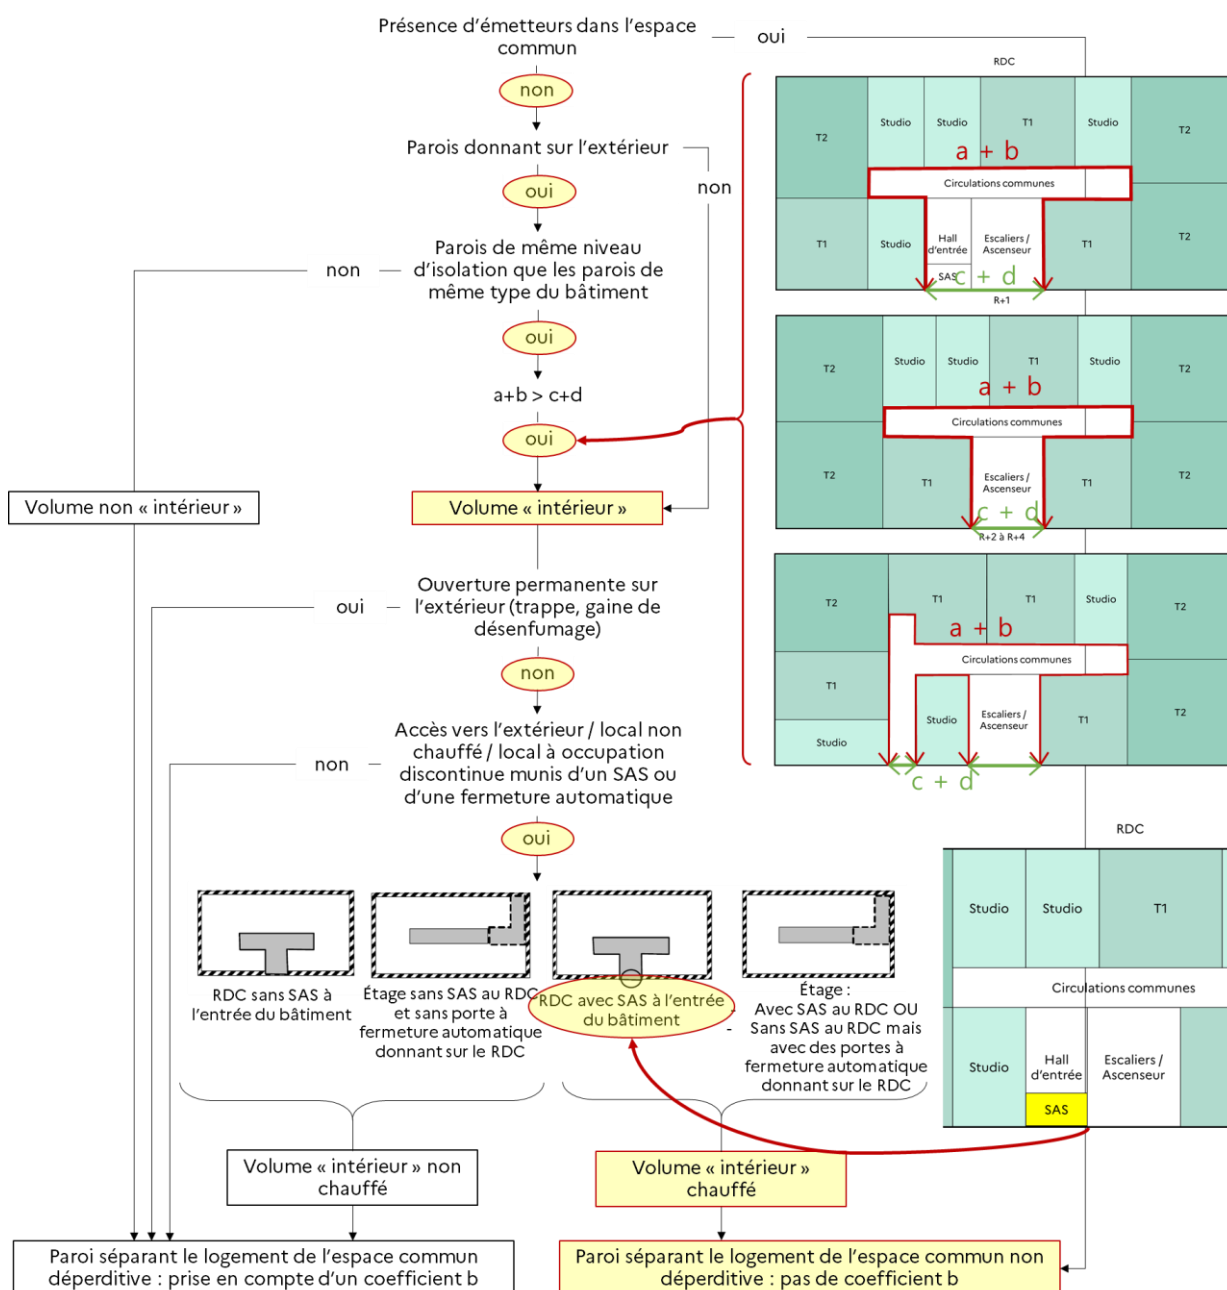 Présence d'émetteurs dans l'espace
commun
oui
non
Parois donnant sur l'extérieur
oui
non
Parois de même niveau
d'isolation que les parois de
même type du bâtiment
non
oui
a+b > c+d
oui
Volume non « intérieur »
Volume « intérieur »
Ouverture permanente sur
l'extérieur (trappe, gaine de
désenfumage)
oui
non
Accès vers l'extérieur / local non
chauffé / local à occupation
discontinue munis d'un SAS ou
d'une fermeture automatique
non
oui
RDC sans SAS à
l'entrée du bâtiment
Étage sans SAS au RDC
et sans porte à
fermeture automatique
donnant sur le RDC
RDC avec SAS à l'entrée
du bâtiment
Étage :
- Avec SAS au RDC OU
- Sans SAS au RDC mais
avec des portes à
fermeture automatique
donnant sur le RDC
Volume « intérieur » non
chauffé
Volume « intérieur »
chauffé
Paroi séparant le logement de l'espace commun
déperditive : prise en compte d'un coefficient b
Paroi séparant le logement de l'espace commun non
déperditive : pas de coefficient b
RDC
T2
Studio
Studio
T1
Studio
T2
a + b
Circulations communes
T1
Studio
Hall
d'entrée
SAS
Escaliers /
Ascenseur
T1
T2
c + d
R+1
T2
Studio
Studio
T1
Studio
T2
a + b
Circulations communes
T2
T1
Escaliers /
Ascenseur
T1
T2
c + d
R+2 à R+4
T2
T1
T1
Studio
T2
a + b
Circulations communes
T1
Studio
Studio
Escaliers /
Ascenseur
T1
T2
c + d
RDC
Studio
Studio
T1
Circulations communes
Studio
Hall
d'entrée
Escaliers /
Ascenseur
SAS